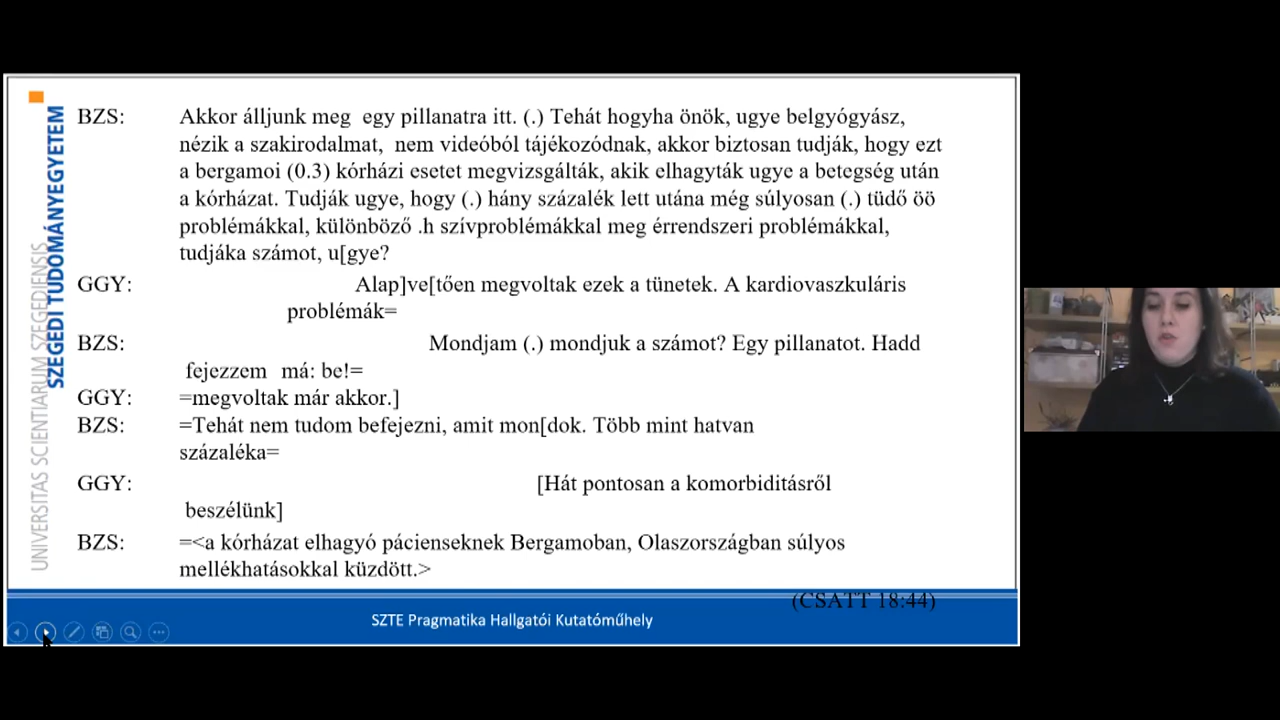 UNIVERSITAS SCIENTIARUM SZEGEDIENSIS
SZEGEDI TUDOMÁNYEGYETEM
BZS: Akkor álljunk meg egy pillanatra itt. (.) Tehát hogyha önök, ugye belgyógyász,
nézik a szakirodalmat, nem videóból tájékozódnak, akkor biztosan tudják, hogy ezt
a bergamoi (0.3) kórházi esetet megvizsgálták, akik elhagyták ugye a betegség után
a kórházat. Tudják ugye, hogy (.) hány százalék lett utána még súlyosan (.) tüdő öö
problémákkal, különböző .h szívproblémákkal meg érrendszeri problémákkal,
tudjáka számot, u[gye?
GGY: Alap]ve[tően megvoltak ezek a tünetek. A kardiovaszkuláris
problémák=
BZS: Mondjam (.) mondjuk a számot? Egy pillanatot. Hadd
fejezzem má: be!=
GGY: =megvoltak már akkor.]
BZS: =Tehát nem tudom befejezni, amit mon[dok. Több mint hatvan
százaléka=
GGY: [Hát pontosan a komorbiditásről
beszélünk]
BZS: =<a kórházat elhagyó pácienseknek Bergamoban, Olaszországban súlyos
mellékhatásokkal küzdött.>
(CSATT 18:44)
SZTE Pragmatika Hallgatói Kutatóműhely